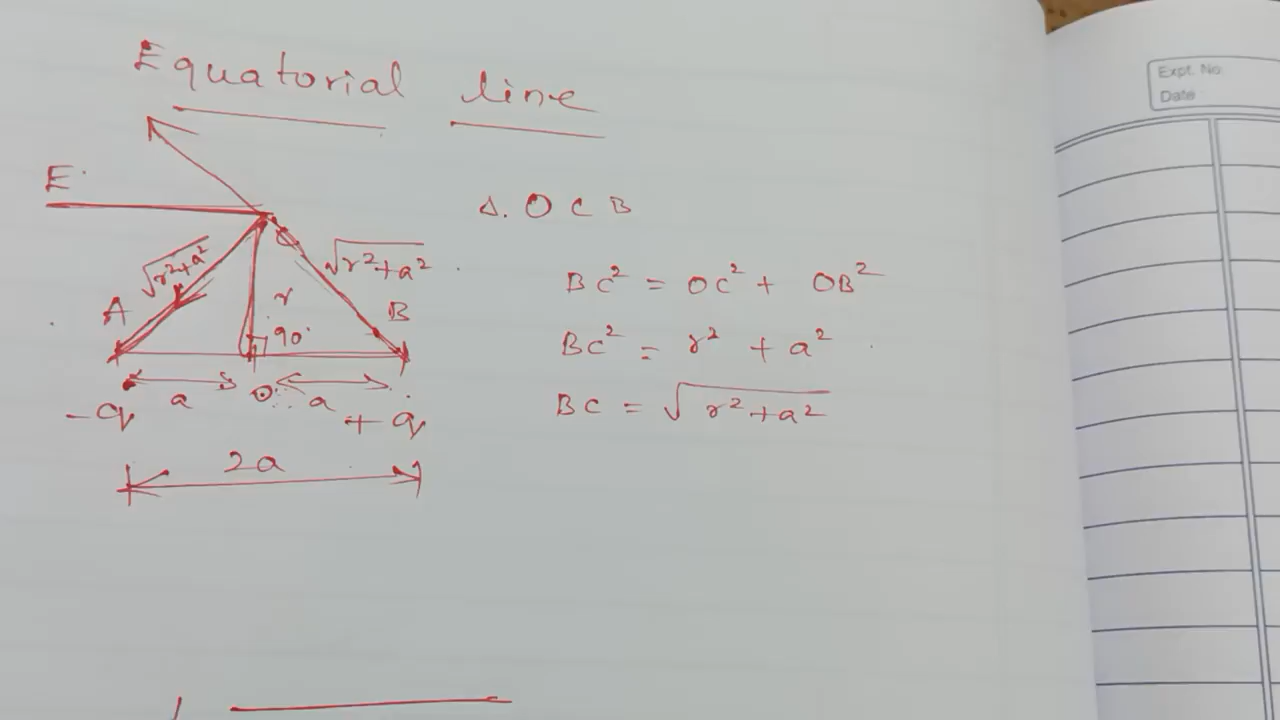 Equatorial line
Expt. No.
Date
E
Δ. O C B
√r²+a²
C
√r²+a²
BC² = OC² + OB²
A
r
B
90°
BC² = r² + a²
a
O
a
BC = √r²+a²
-q
+q
2a